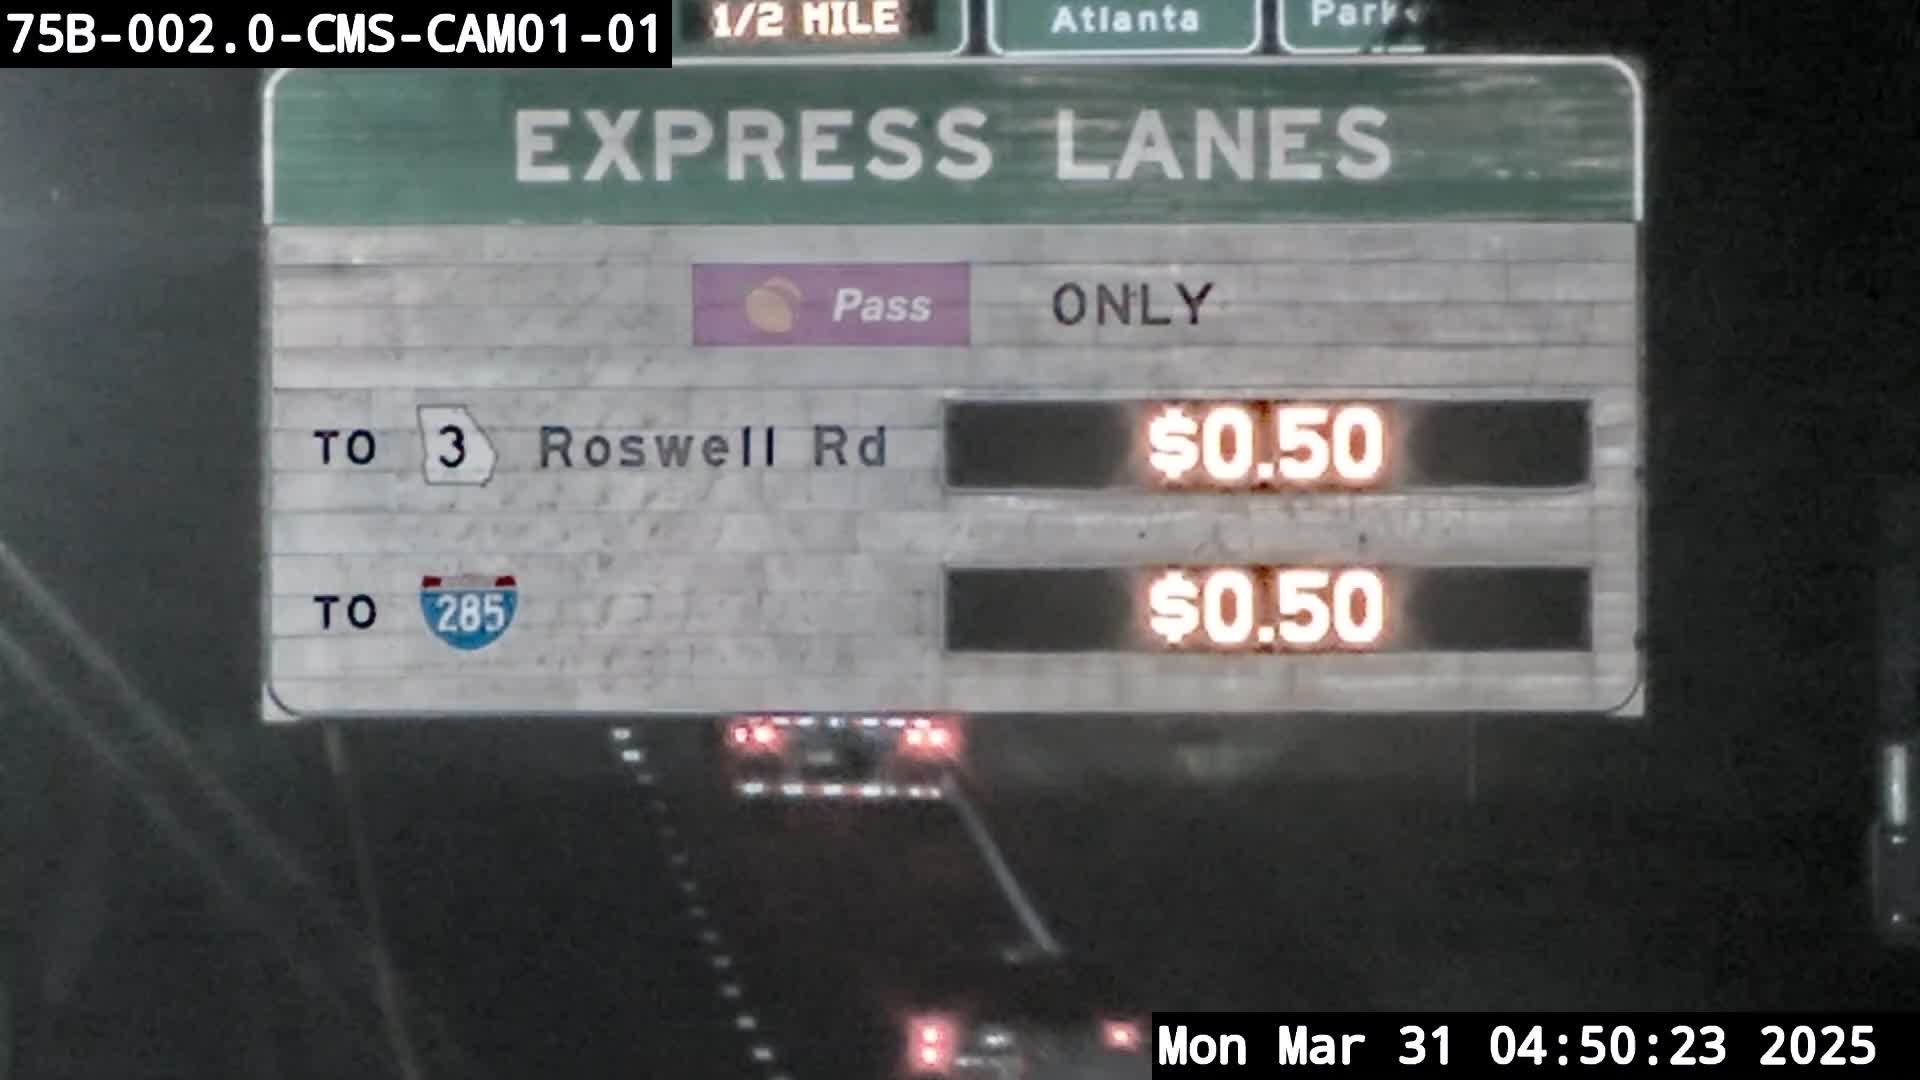 75B-002.0-CMS-CAM01-01
1/2 MILE
Atlanta
EXPRESS LANES
Pass ONLY
TO 3 Roswell Rd $0.50
TO 285 $0.50
Mon Mar 31 04:50:23 2025